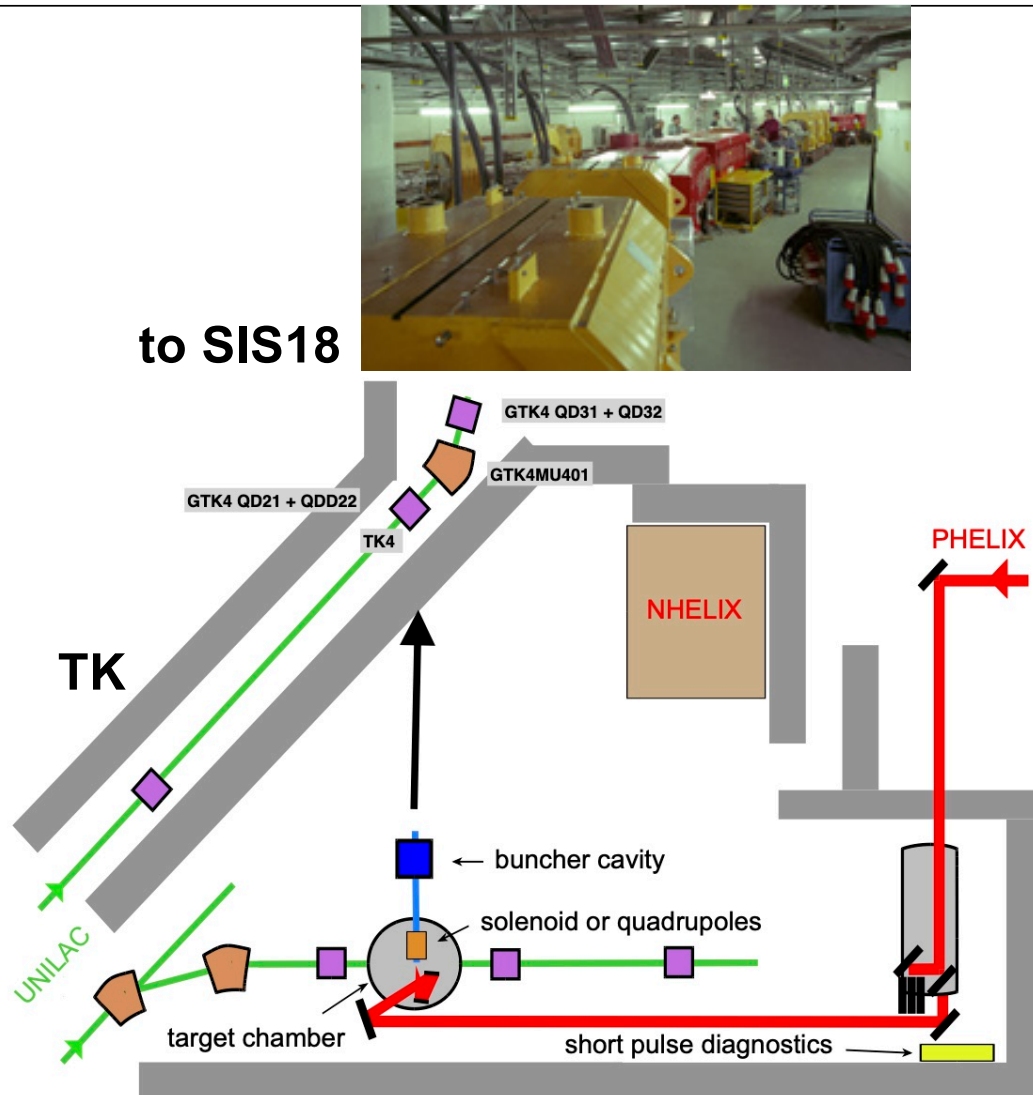 to SIS18
GTK4 QD31 + QD32
GTK4MU401
GTK4 QD21 + QDD22
TK4
PHELIX
NHELIX
TK
buncher cavity
solenoid or quadrupoles
UNILAC
target chamber
short pulse diagnostics